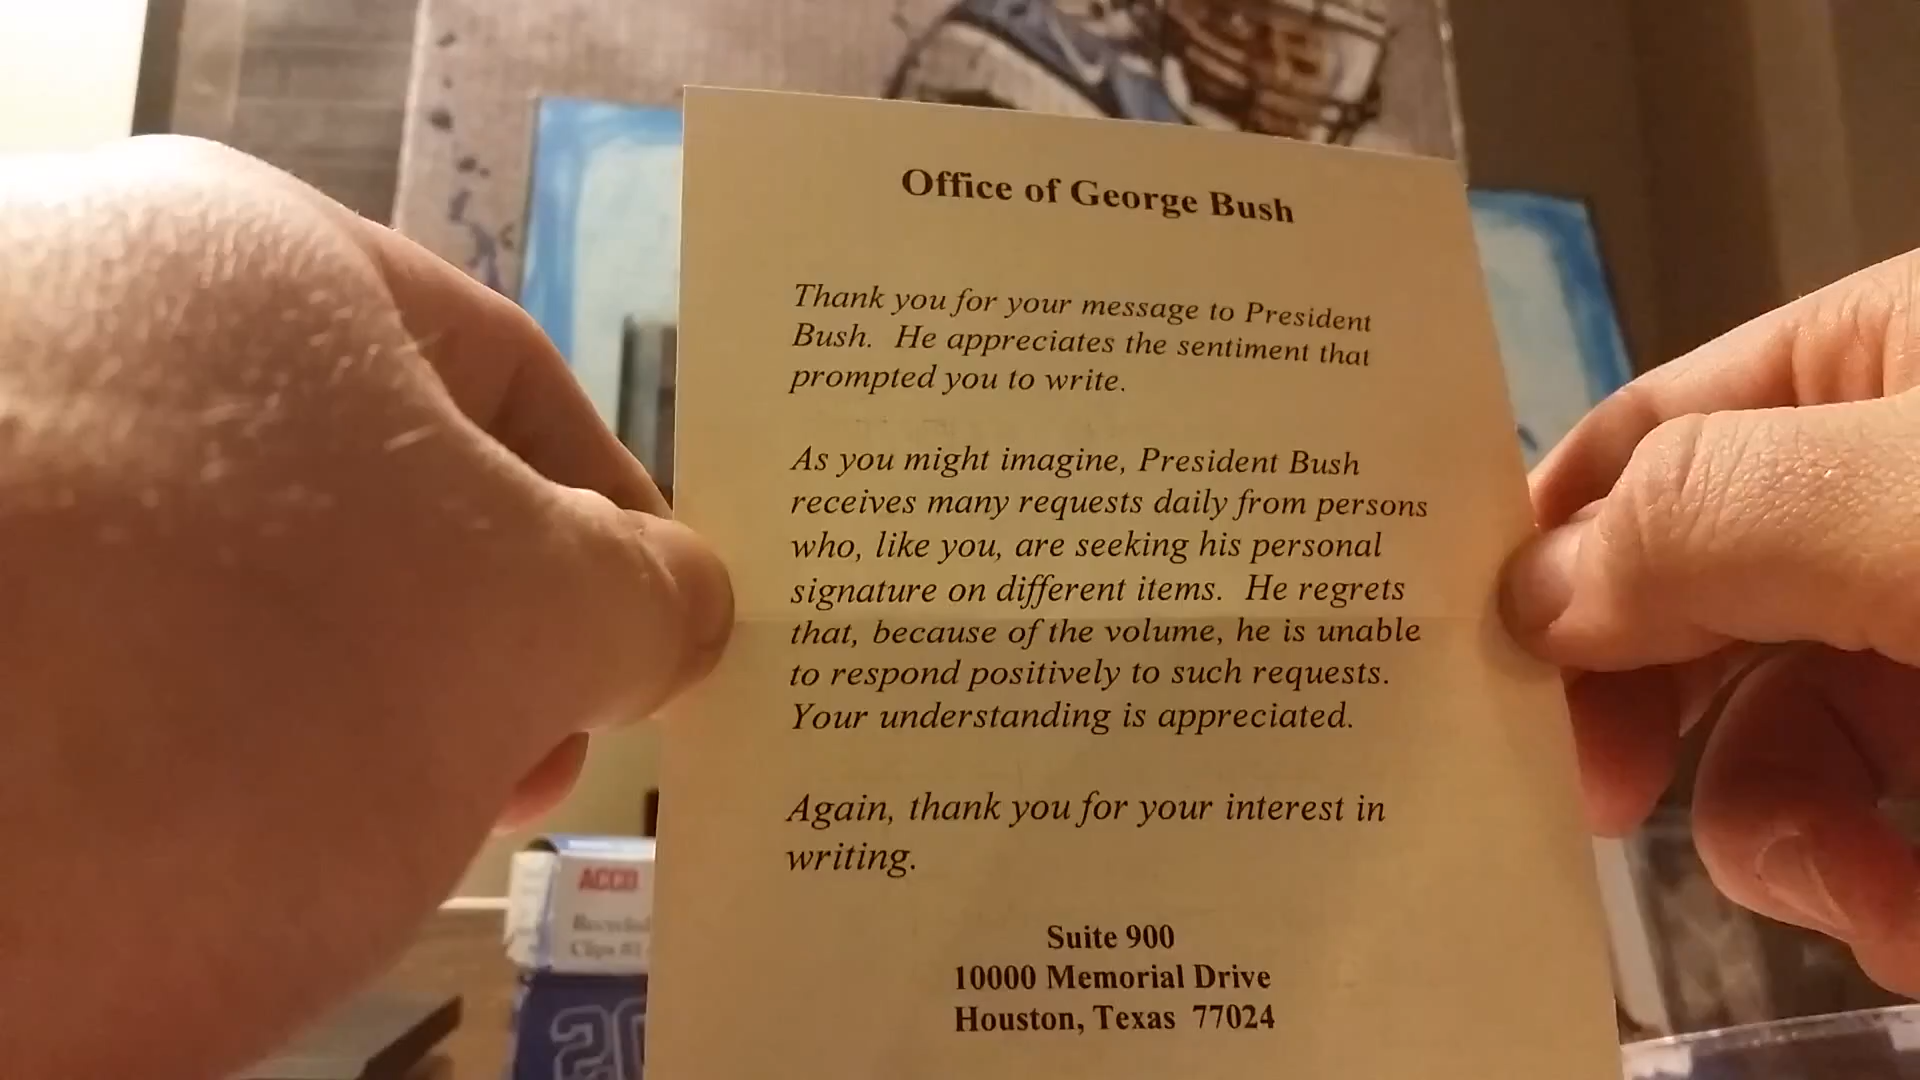 Office of George Bush
Thank you for your message to President
Bush. He appreciates the sentiment that
prompted you to write.
As you might imagine, President Bush
receives many requests daily from persons
who, like you, are seeking his personal
signature on different items. He regrets
that, because of the volume, he is unable
to respond positively to such requests.
Your understanding is appreciated.
Again, thank you for your interest in
writing.
Suite 900
10000 Memorial Drive
Houston, Texas 77024
ACCO
Recycled
Clips
20